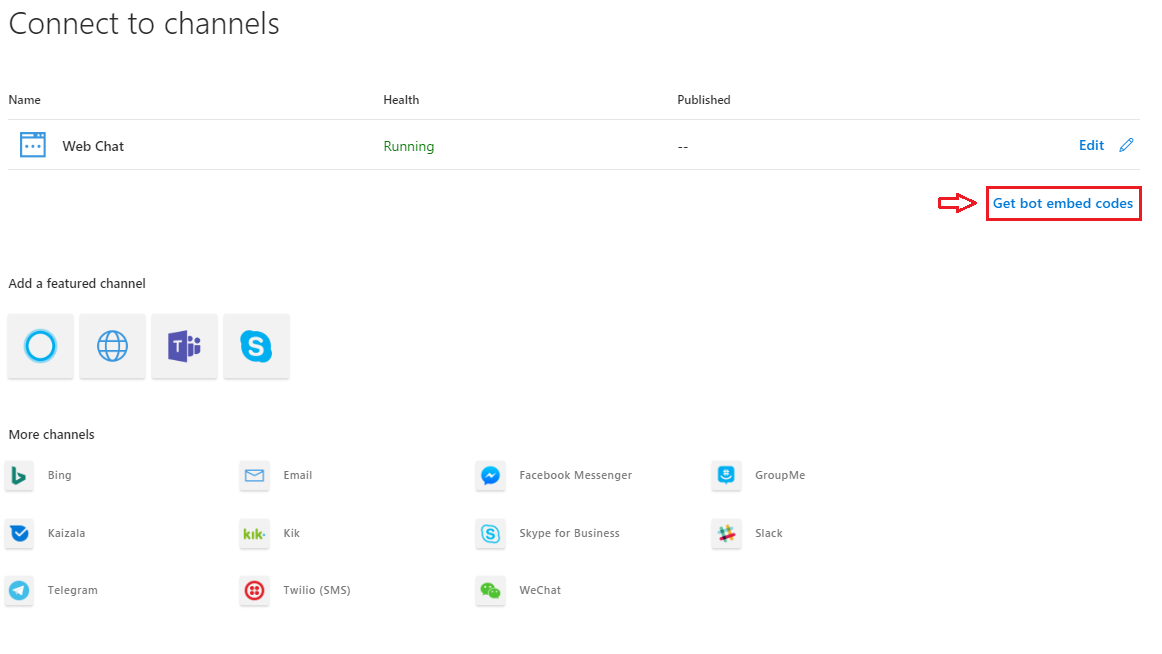 Connect to channels
Name Health Published
Web Chat Running -- Edit
Get bot embed codes
Add a featured channel
T S
More channels
Bing Email Facebook Messenger GroupMe
Kaizala kik. Kik S Skype for Business Slack
Telegram Twilio (SMS) WeChat